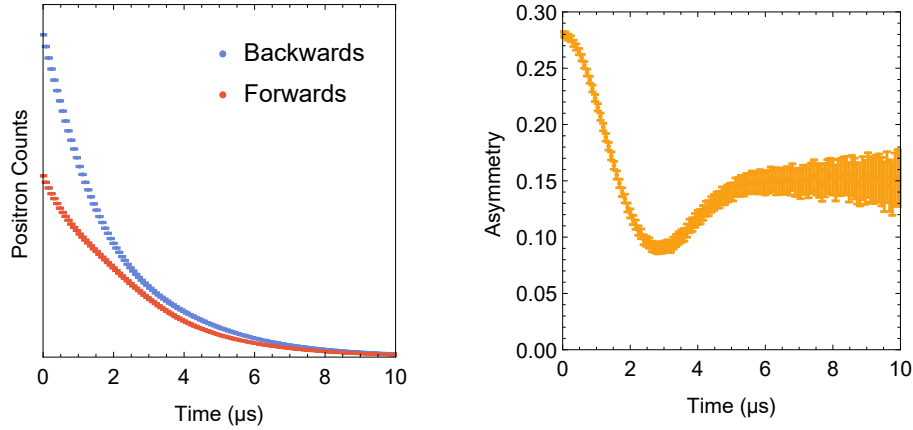 Positron Counts
Backwards
Forwards
0 2 4 6 8 10
Time (μs)
Asymmetry
0.30
0.25
0.20
0.15
0.10
0.05
0.00
0 2 4 6 8 10
Time (μs)